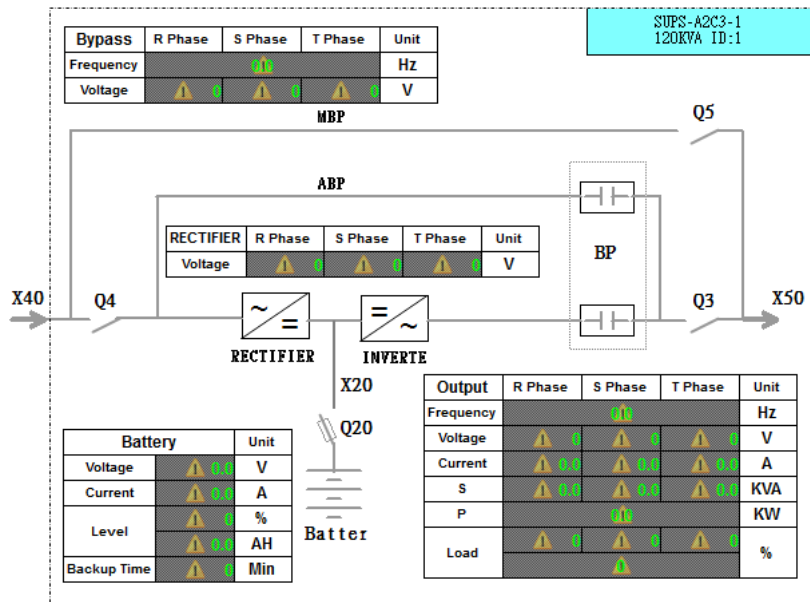 SUPS-A2C3-1
120KVA ID:1
Bypass R Phase S Phase T Phase Unit
Frequency 0.0 Hz
Voltage 0 0 0 V
MBP
Q5
ABP
RECTIFIER R Phase S Phase T Phase Unit
Voltage 0 0 0 V
BP
X40
Q4
Q3
X50
RECTIFIER
INVERTE
X20
Q20
Batter
Battery Unit
Voltage 0.0 V
Current 0.0 A
Level 0 %
0.0 AH
Backup Time 0 Min
Output R Phase S Phase T Phase Unit
Frequency 0.0 Hz
Voltage 0 0 0 V
Current 0.0 0.0 0.0 A
S 0.0 0.0 0.0 KVA
P 0.0 KW
Load 0 0 0 %
0